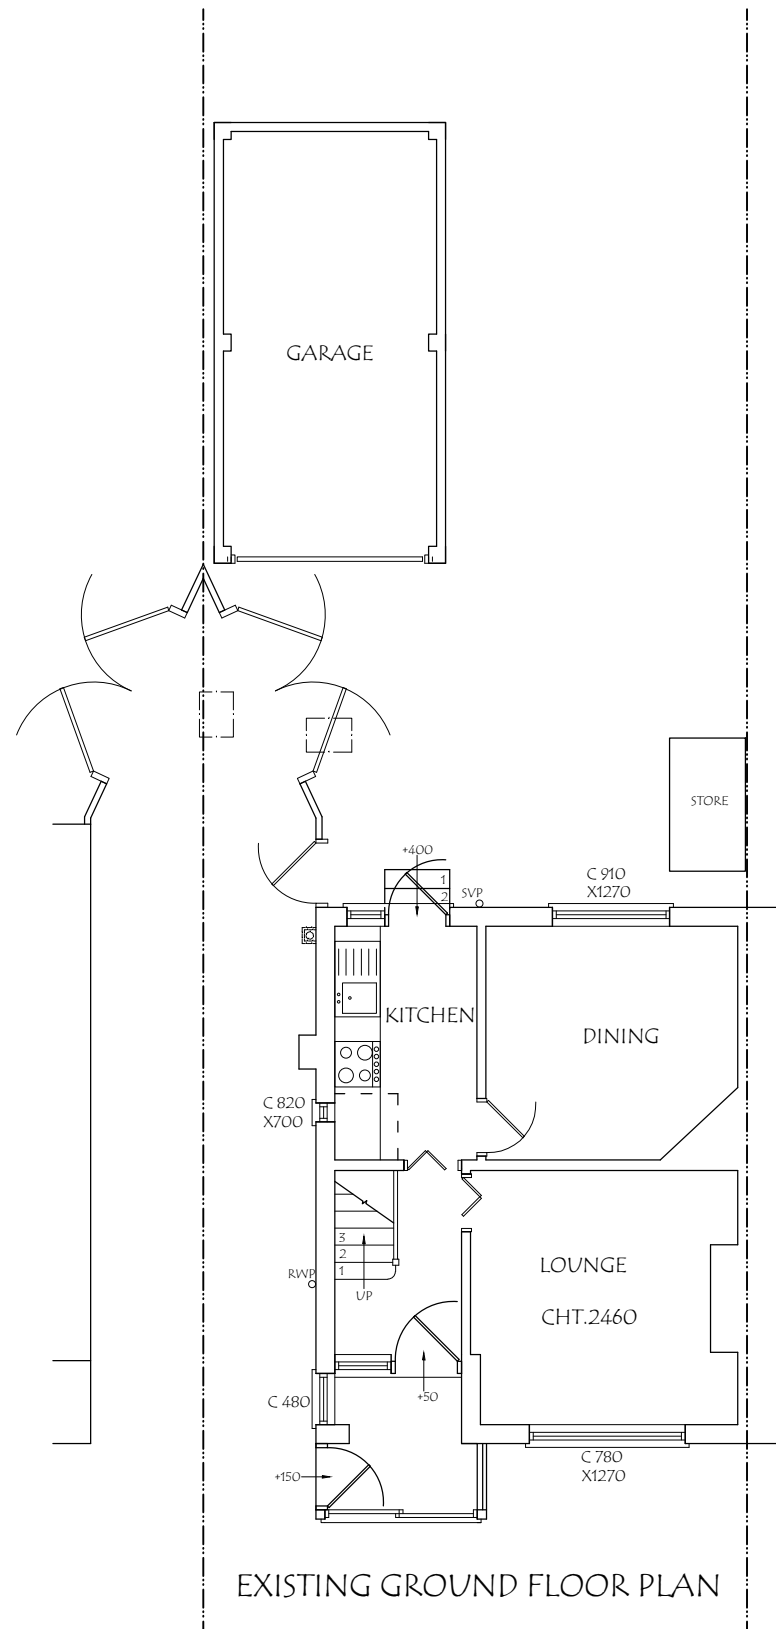 GARAGE
STORE
+400
1
2
SVP
C 910
X1270
KITCHEN
DINING
C 820
X700
3
2
1
UP
RWP
LOUNGE
CHT.2460
+50
C 480
+150
C 780
X1270
EXISTING GROUND FLOOR PLAN